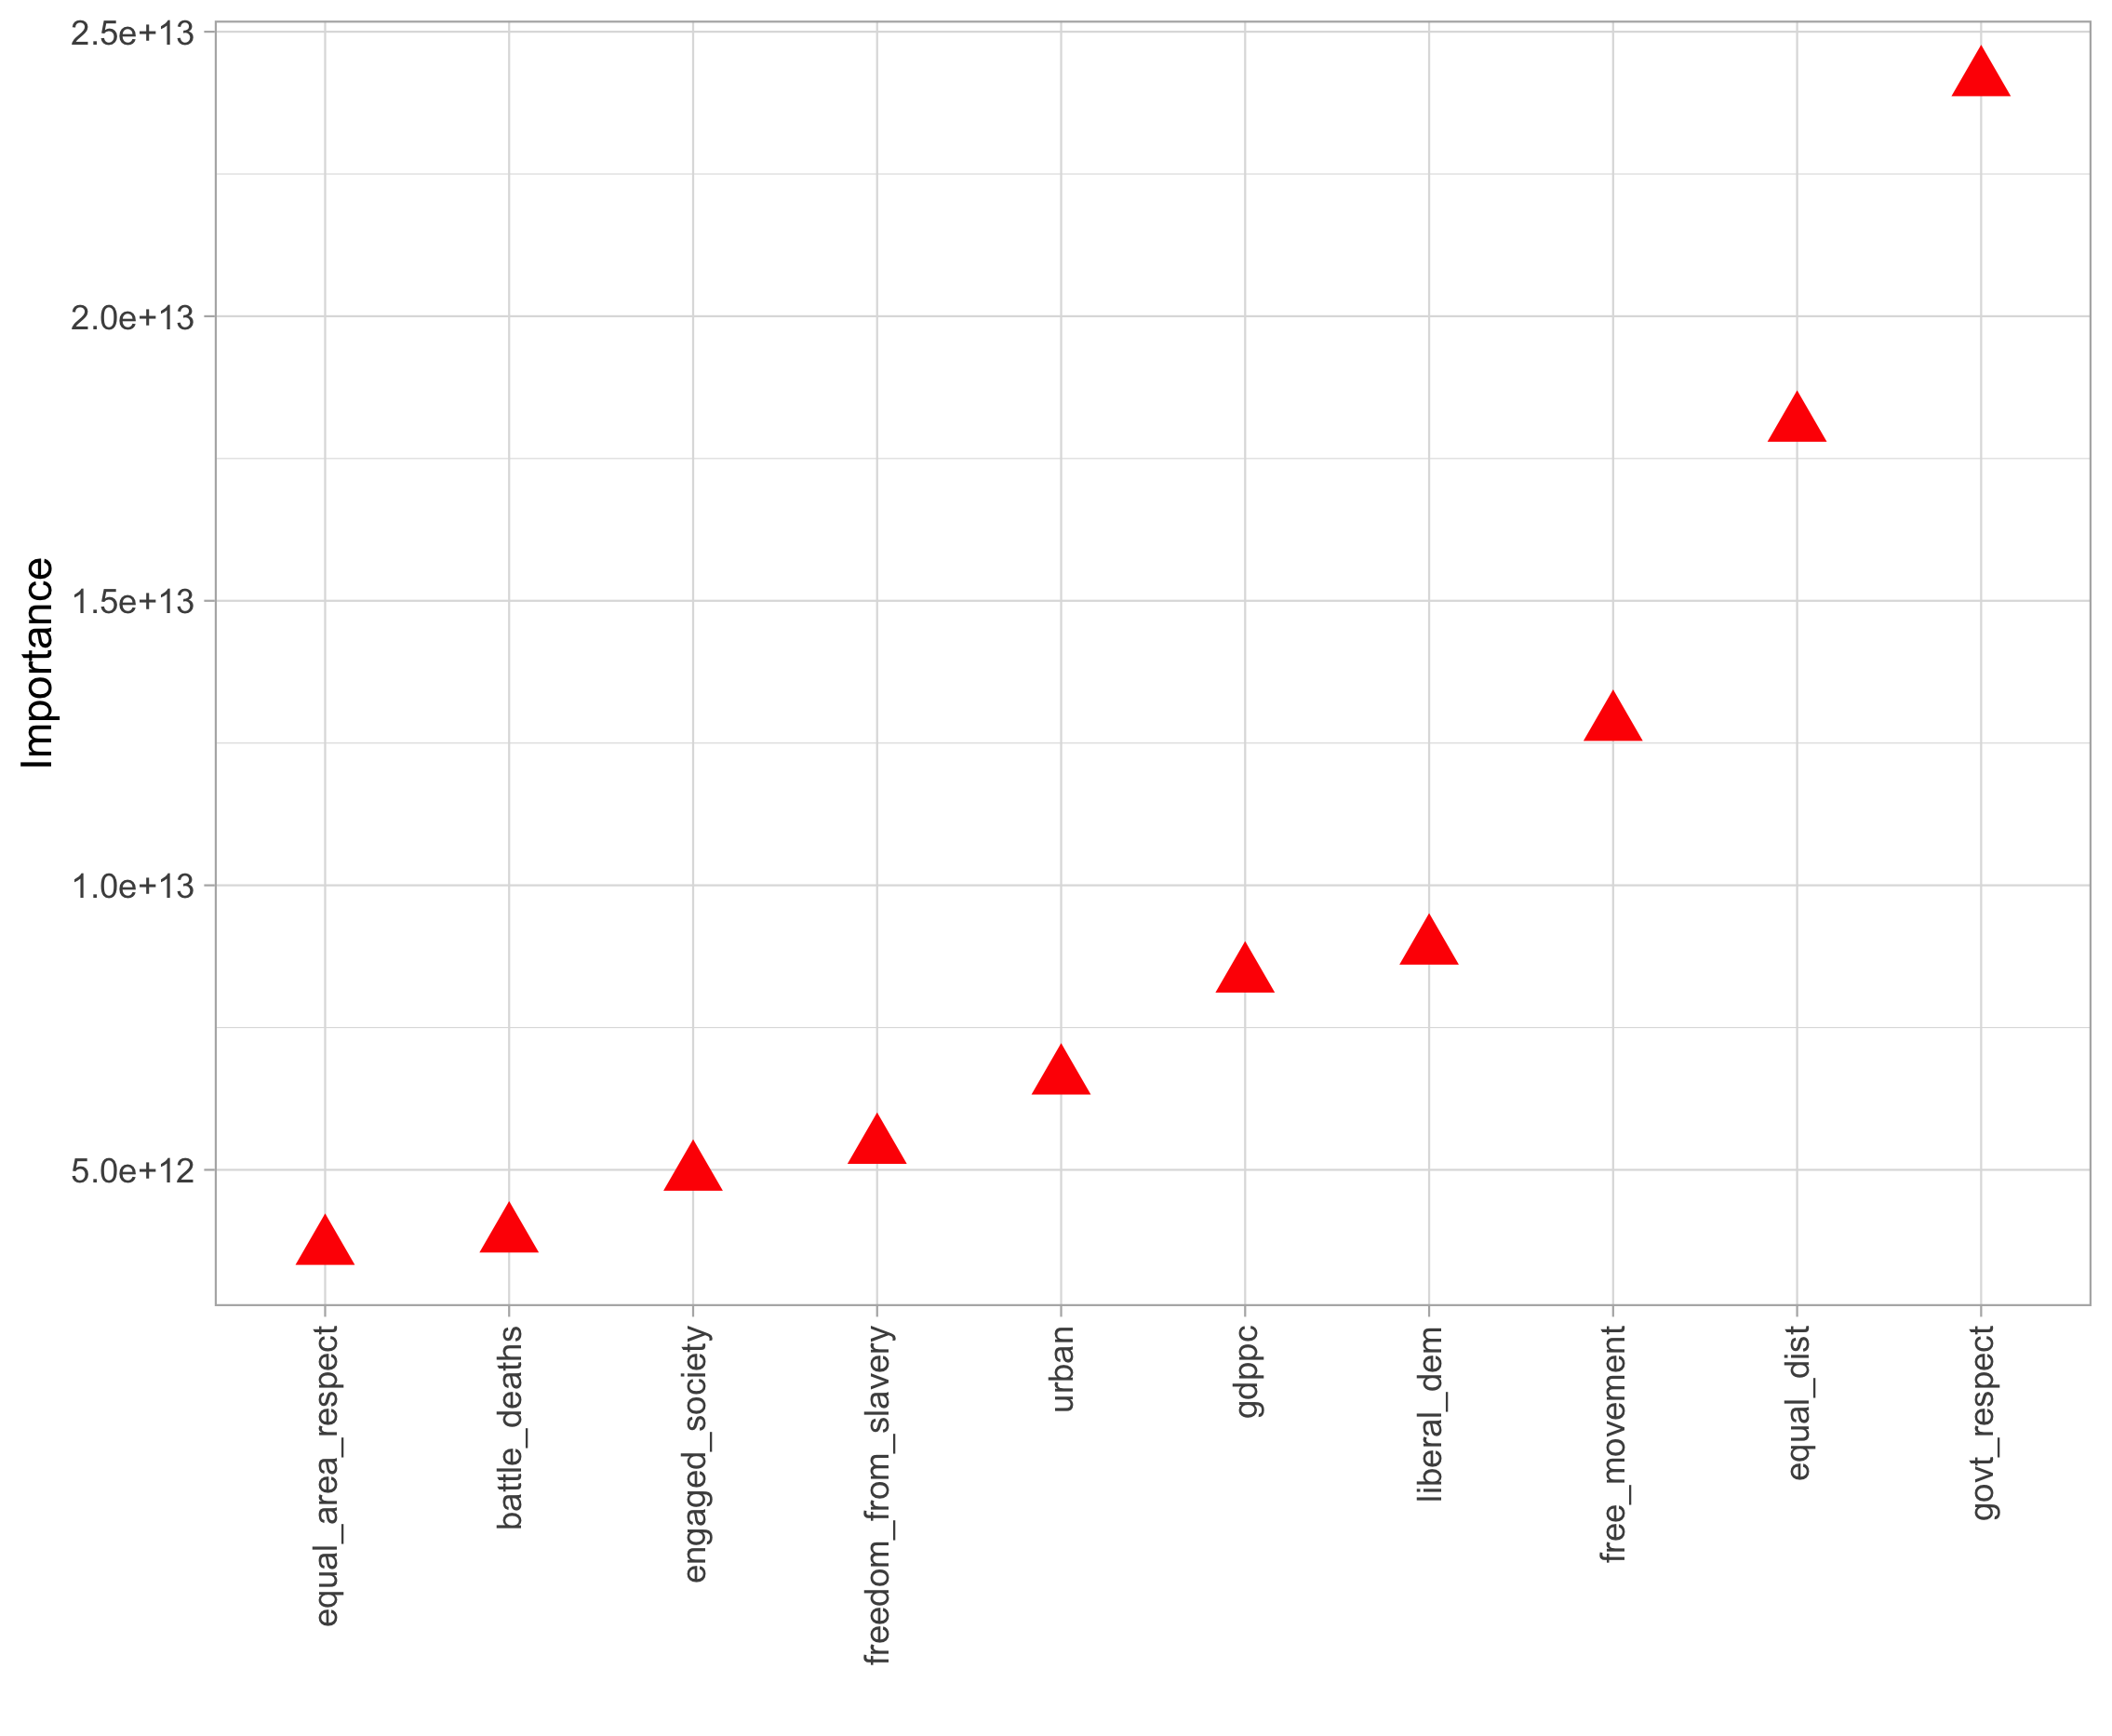 2.5e+13
2.0e+13
1.5e+13
1.0e+13
5.0e+12
Importance
equal_area_respect
battle_deaths
engaged_society
freedom_from_slavery
urban
gdppc
liberal_dem
free_movement
equal_dist
govt_respect